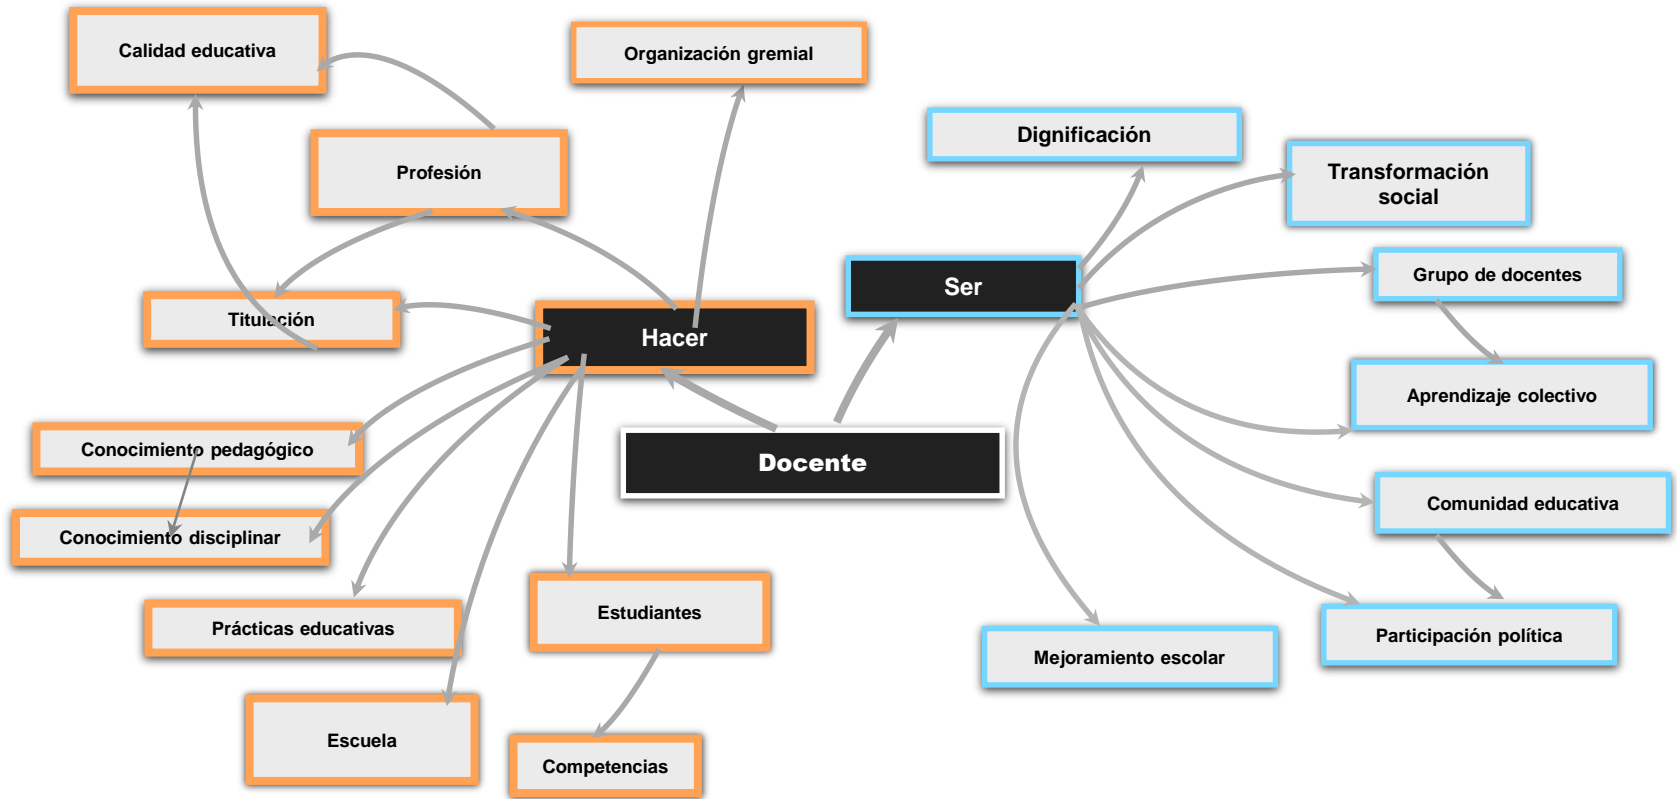 Calidad educativa
Organización gremial
Dignificación
Profesión
Transformación
social
Grupo de docentes
Ser
Titulación
Hacer
Aprendizaje colectivo
Conocimiento pedagógico
Docente
Comunidad educativa
Conocimiento disciplinar
Estudiantes
Prácticas educativas
Participación política
Mejoramiento escolar
Escuela
Competencias